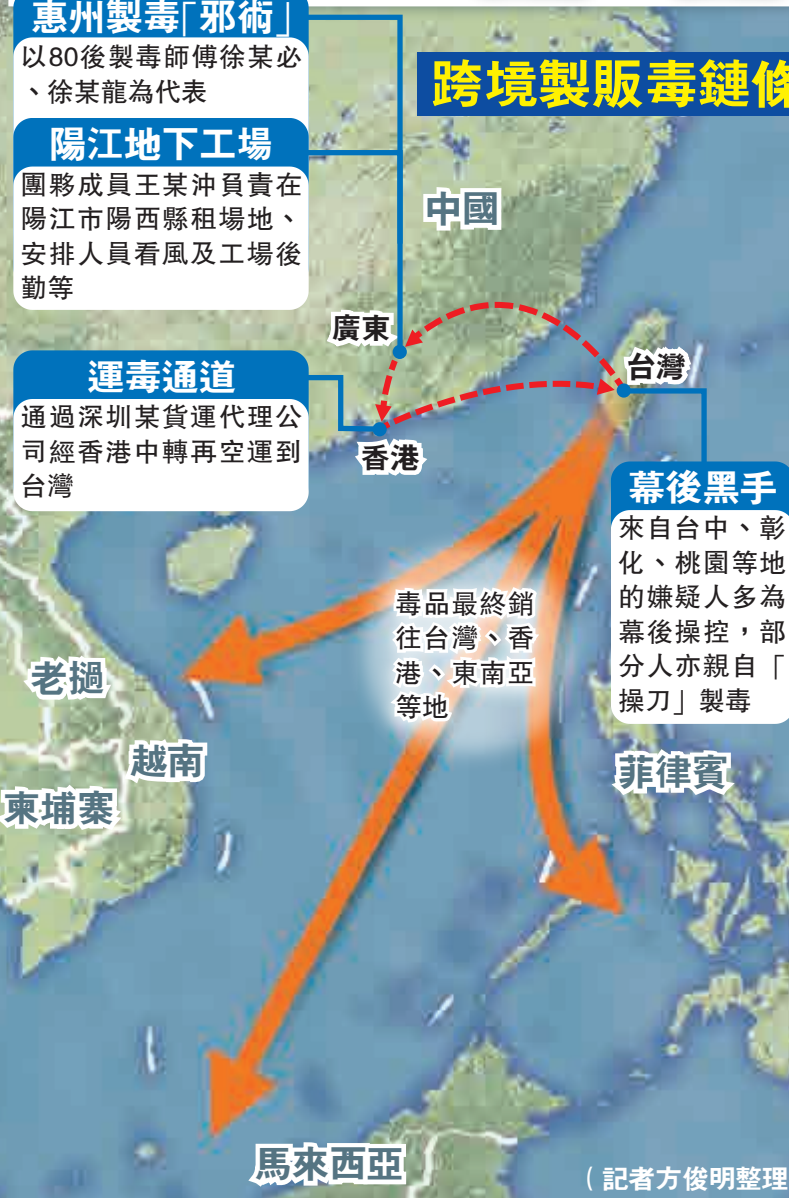 惠州製毒「邪術」
以80後製毒師傅徐某必
、徐某龍為代表
陽江地下工場
團夥成員王某沖負責在
陽江市陽西縣租場地、
安排人員看風及工場後
勤等
運毒通道
通過深圳某貨運代理公
司經香港中轉再空運到
台灣
跨境製販毒鏈條
中國
廣東
台灣
香港
幕後黑手
來自台中、彰
化、桃園等地
的嫌疑人多為
幕後操控,部
分人亦親自「
操刀」製毒
毒品最終銷
往台灣、香
港、東南亞
等地
老撾
越南
柬埔寨
菲律賓
馬來西亞
(記者方俊明整理